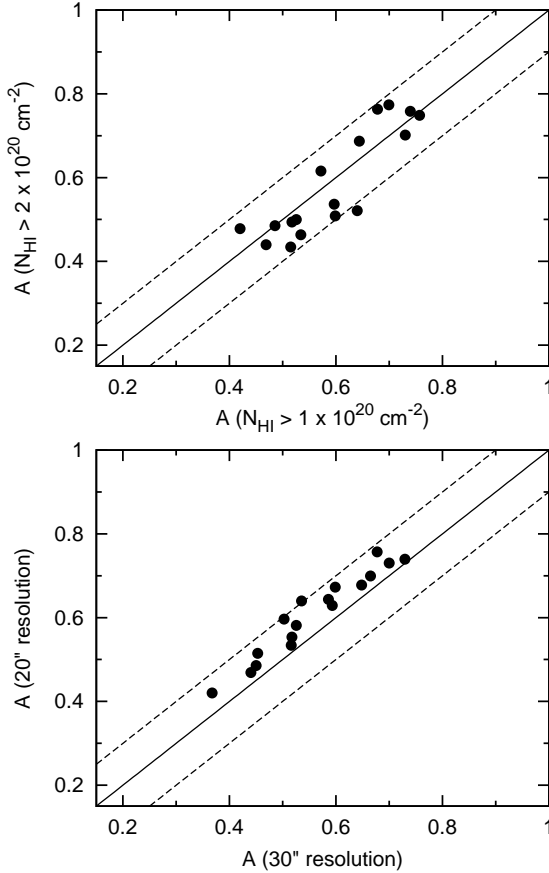 1
0.8
0.6
0.4
0.2
A (N_HI > 2 x 10^20 cm^-2)
0.2 0.4 0.6 0.8 1
A (N_HI > 1 x 10^20 cm^-2)
1
0.8
0.6
0.4
0.2
A (20" resolution)
0.2 0.4 0.6 0.8 1
A (30" resolution)